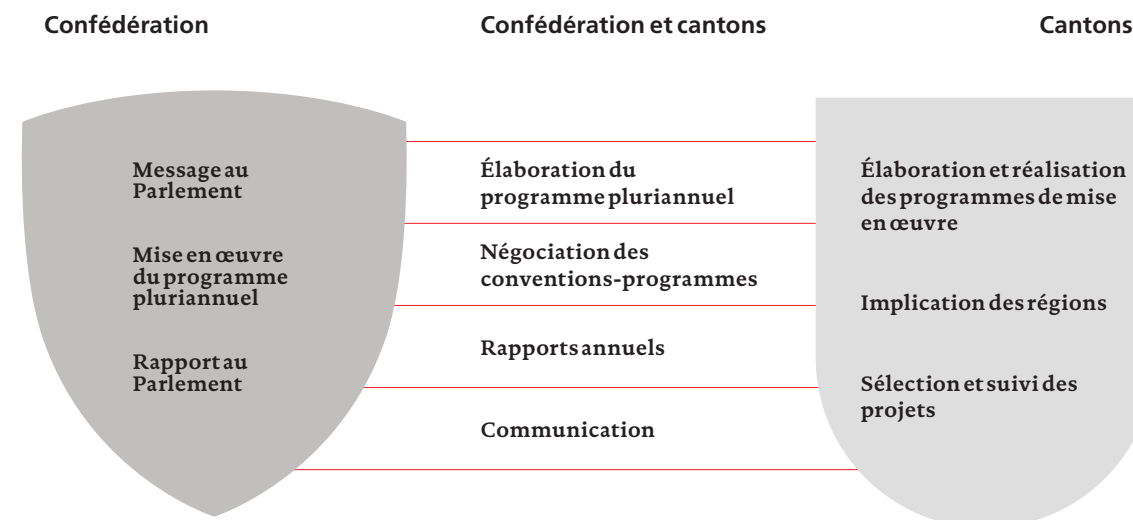 Confédération
Confédération et cantons
Cantons
Message au
Parlement
Mise en œuvre
du programme
pluriannuel
Rapport au
Parlement
Élaboration du
programme pluriannuel
Négociation des
conventions-programmes
Rapports annuels
Communication
Élaboration et réalisation
des programmes de mise
en œuvre
Implication des régions
Sélection et suivi des
projets